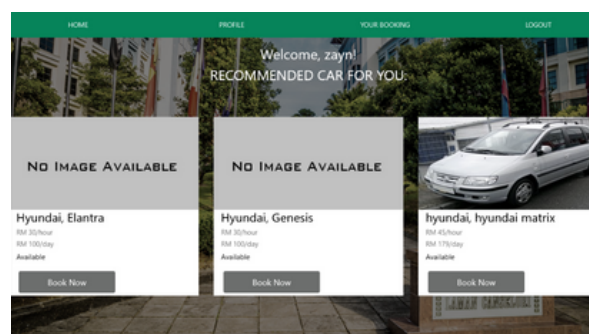 HOME PROFILE YOUR BOOKING LOGOUT
Welcome, zayn!
RECOMMENDED CAR FOR YOU:
NO IMAGE AVAILABLE
Hyundai, Elantra
RM 30/hour
RM 100/day
Available
Book Now
NO IMAGE AVAILABLE
Hyundai, Genesis
RM 30/hour
RM 100/day
Available
Book Now
hyundai, hyundai matrix
RM 45/hour
RM 179/day
Available
Book Now